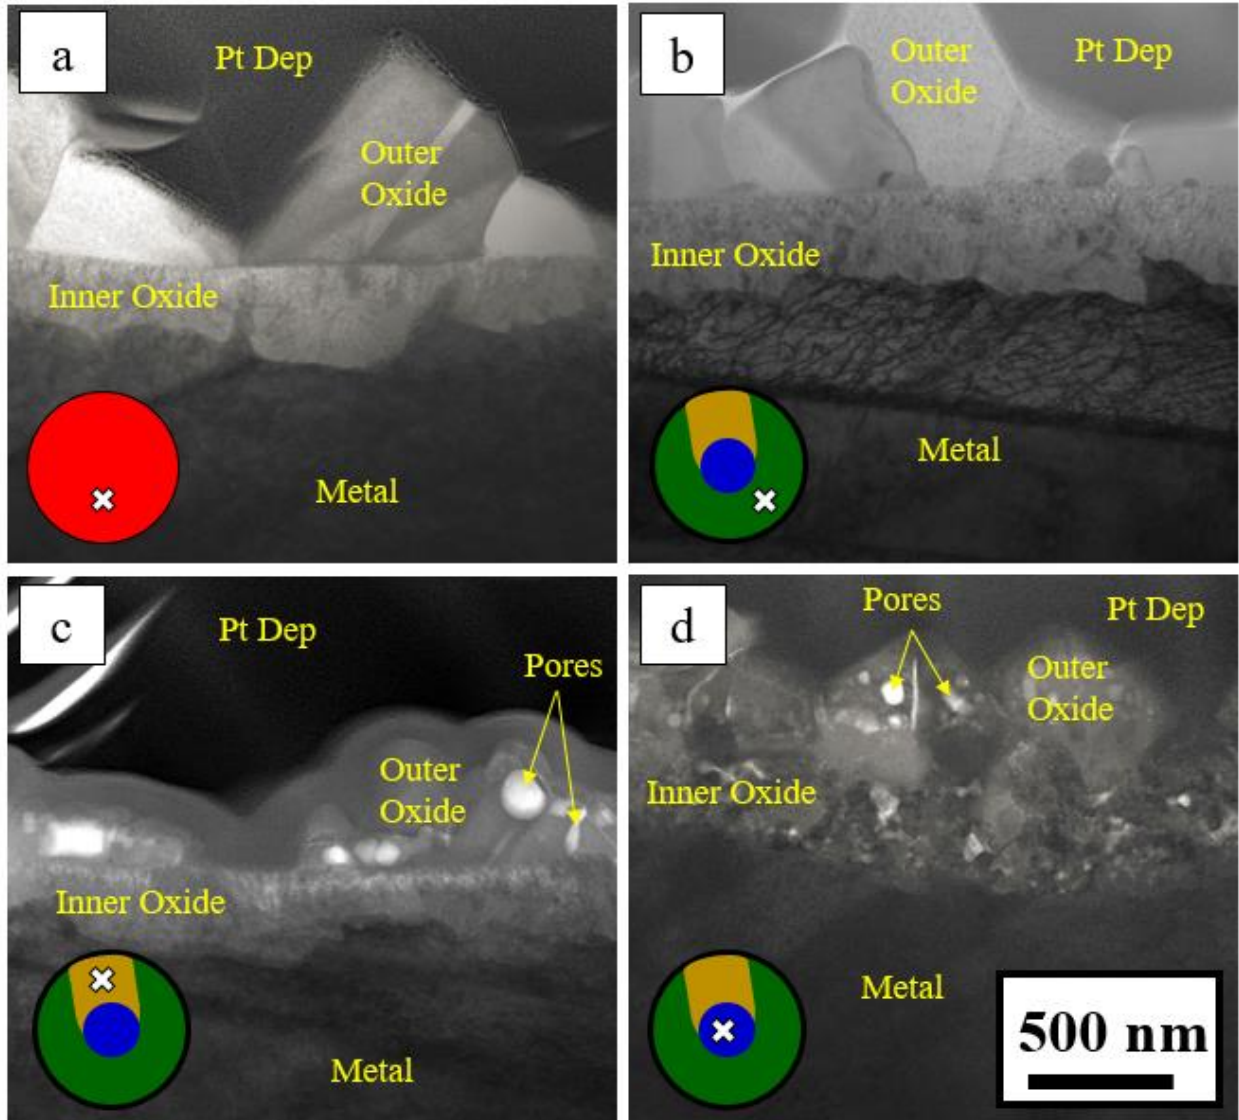 a
Pt Dep
Outer
Oxide
Inner Oxide
Metal
b
Outer
Oxide
Pt Dep
Inner Oxide
Metal
c
Pt Dep
Pores
Outer
Oxide
Inner Oxide
Metal
d
Pores
Pt Dep
Outer
Oxide
Inner Oxide
Metal
500 nm